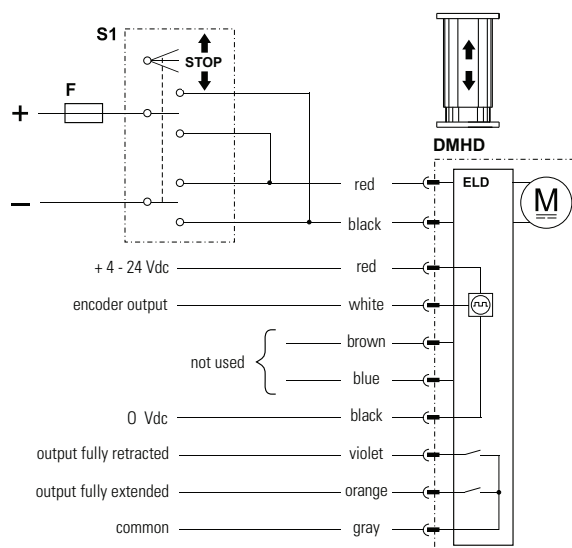 S1
STOP
F
+
–
DMHD
ELD
M
red
black
+ 4 - 24 Vdc red
encoder output white
not used brown
blue
0 Vdc black
output fully retracted violet
output fully extended orange
common gray